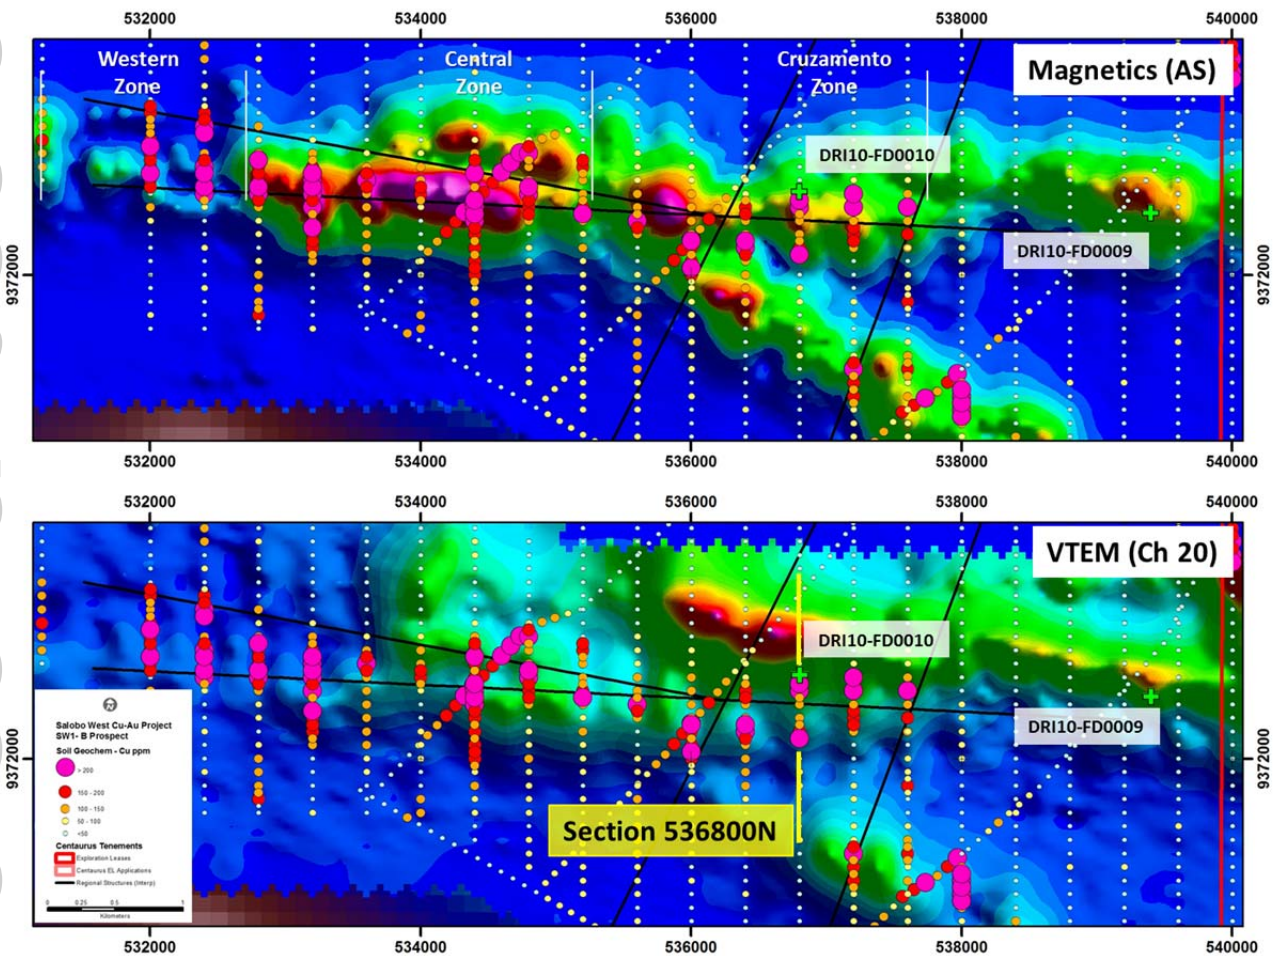 532000
534000
536000
538000
540000
Western
Zone
Central
Zone
Cruzamento
Zone
Magnetics (AS)
DRI10-FD0010
DRI10-FD0009
9372000
9372000
532000
534000
536000
538000
540000
532000
534000
536000
538000
540000
VTEM (Ch 20)
DRI10-FD0010
DRI10-FD0009
9372000
9372000
Section 536800N
Salobo West Cu-Au Project
SW1- B Prospect
Soil Geochem - Cu ppm
> 200
150 - 200
100 - 150
50 - 100
<50
Centaurus Tenements
Exploration Leases
Centaurus EL Applications
Regional Structures (Interp)
0 0.25 0.5 1
Kilometers
532000
534000
536000
538000
540000